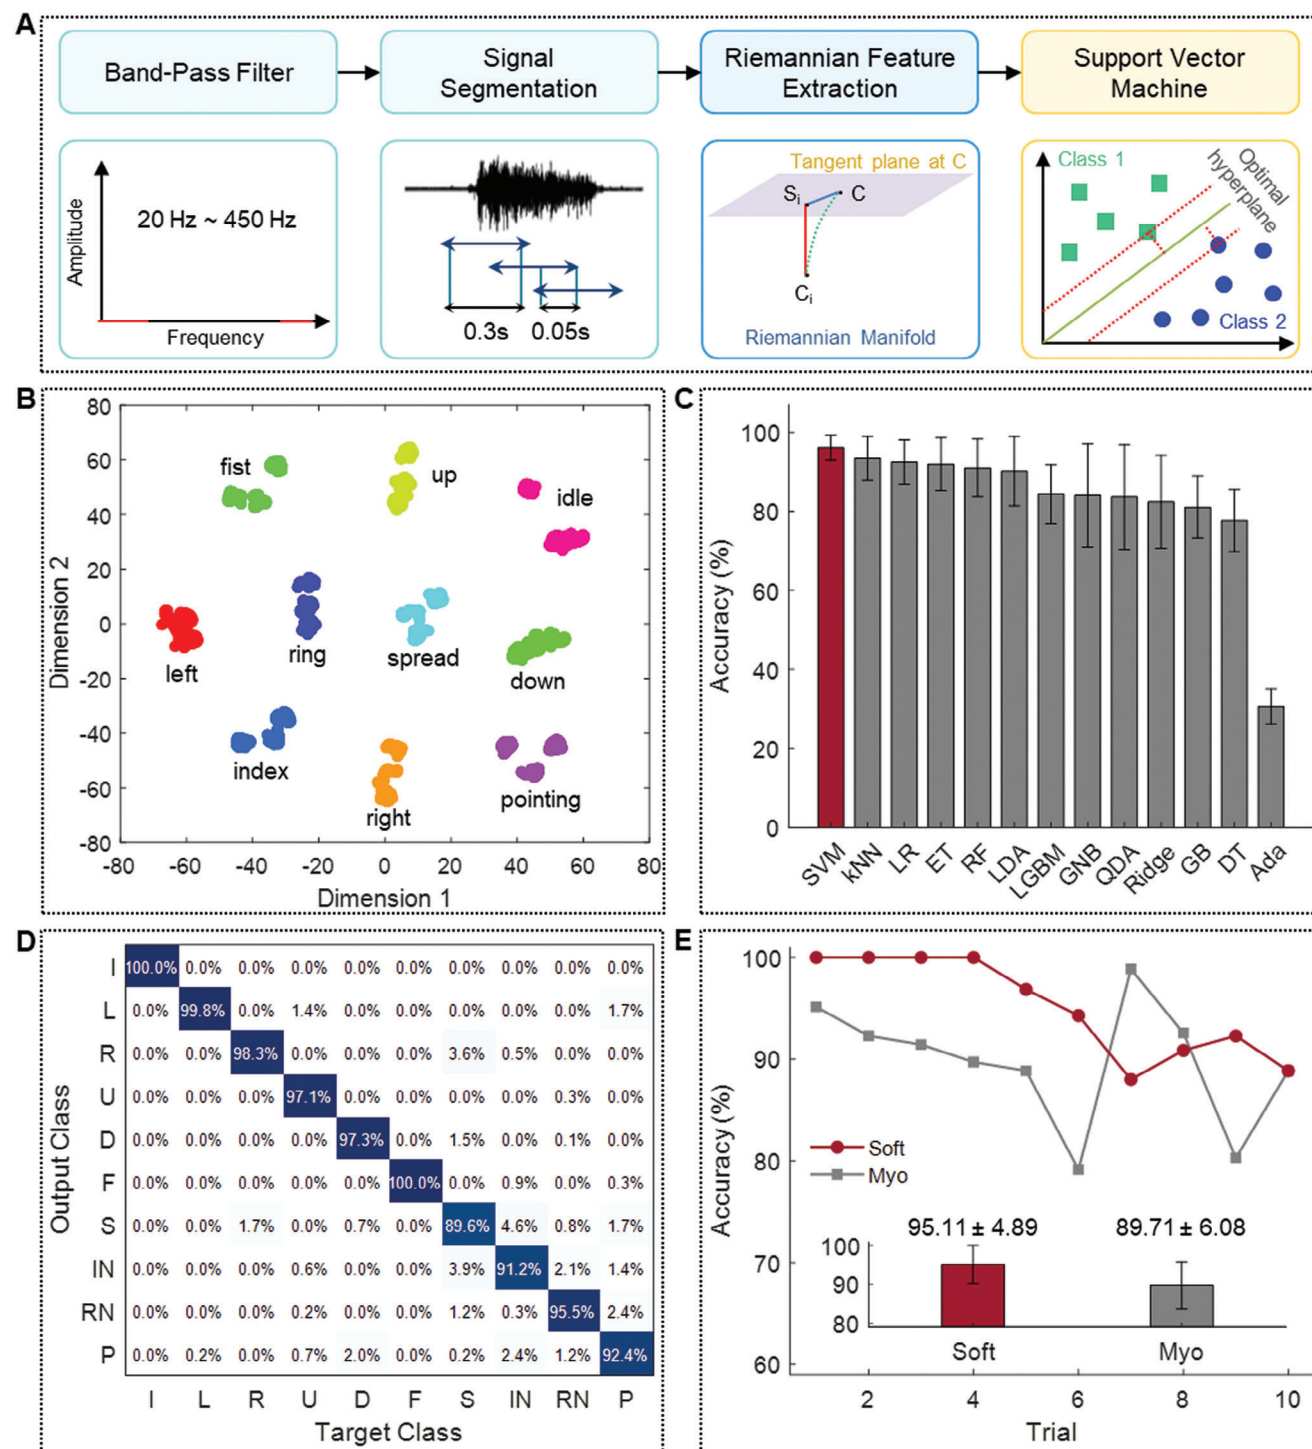 A
Band-Pass Filter
Signal
Segmentation
Riemannian Feature
Extraction
Support Vector
Machine
Amplitude
20 Hz ~ 450 Hz
Frequency
0.3s
0.05s
Tangent plane at C
Si
C
Ci
Riemannian Manifold
Class 1
Optimal
hyperplane
Class 2
B
Dimension 2
80
60
40
20
0
-20
-40
-60
-80
fist
up
idle
left
ring
spread
down
index
right
pointing
-80 -60 -40 -20 0 20 40 60 80
Dimension 1
C
Accuracy (%)
100
80
60
40
20
0
SVM kNN LR ET RF LDA LGBM GNB QDA Ridge GB DT Ada
D
Output Class
I 100.0% 0.0% 0.0% 0.0% 0.0% 0.0% 0.0% 0.0% 0.0% 0.0%
L 0.0% 99.8% 0.0% 1.4% 0.0% 0.0% 0.0% 0.0% 0.0% 1.7%
R 0.0% 0.0% 98.3% 0.0% 0.0% 0.0% 3.6% 0.5% 0.0% 0.0%
U 0.0% 0.0% 0.0% 97.1% 0.0% 0.0% 0.0% 0.0% 0.3% 0.0%
D 0.0% 0.0% 0.0% 0.0% 97.3% 0.0% 1.5% 0.0% 0.1% 0.0%
F 0.0% 0.0% 0.0% 0.0% 0.0% 100.0% 0.0% 0.9% 0.0% 0.3%
S 0.0% 0.0% 1.7% 0.0% 0.7% 0.0% 89.6% 4.6% 0.8% 1.7%
IN 0.0% 0.0% 0.0% 0.6% 0.0% 0.0% 3.9% 91.2% 2.1% 1.4%
RN 0.0% 0.0% 0.0% 0.2% 0.0% 0.0% 1.2% 0.3% 95.5% 2.4%
P 0.0% 0.2% 0.0% 0.7% 2.0% 0.0% 0.2% 2.4% 1.2% 92.4%
I L R U D F S IN RN P
Target Class
E
Accuracy (%)
100
90
80
70
60
Soft
Myo
95.11 ± 4.89
89.71 ± 6.08
100
90
80
Soft
Myo
2 4 6 8 10
Trial